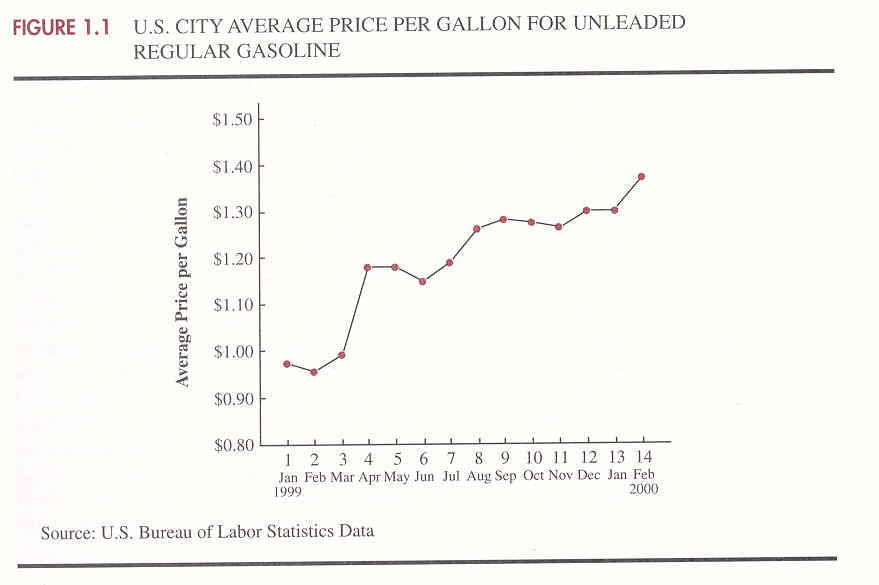 FIGURE 1.1 U.S. CITY AVERAGE PRICE PER GALLON FOR UNLEADED
REGULAR GASOLINE
$1.50
$1.40
$1.30
$1.20
$1.10
$1.00
$0.90
$0.80
Average Price per Gallon
1 2 3 4 5 6 7 8 9 10 11 12 13 14
Jan Feb Mar Apr May Jun Jul Aug Sep Oct Nov Dec Jan Feb
1999 2000
Source: U.S. Bureau of Labor Statistics Data